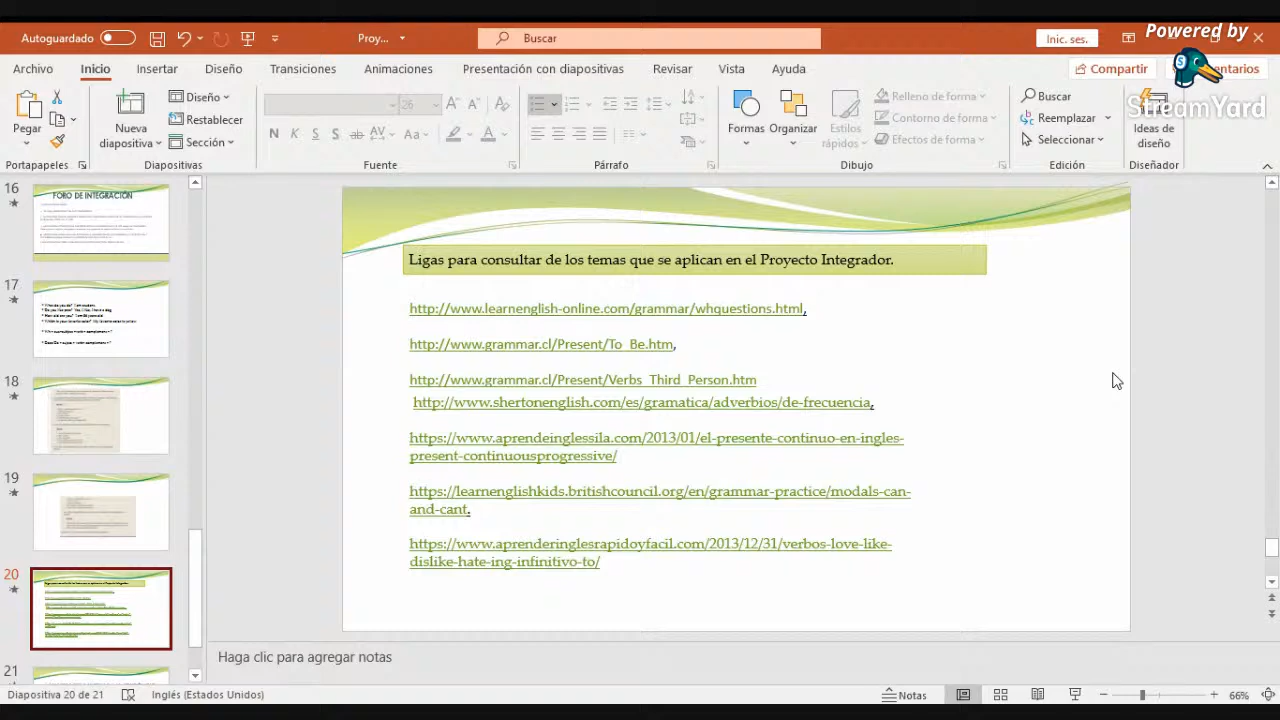 Powered by
StreamYard
Autoguardado
Proy...
Buscar
Inic. ses.
Archivo Inicio Insertar Diseño Transiciones Animaciones Presentación con diapositivas Revisar Vista Ayuda Compartir
Pegar
Nueva diapositiva
Diseño
Restablecer
Sección
26
Formas
Organizar
Estilos rápidos
Relleno de forma
Contorno de forma
Efectos de forma
Buscar
Reemplazar
Seleccionar
Ideas de diseño
Portapapeles Diapositivas Fuente Párrafo Dibujo Edición Diseñador
16
FORO DE INTEGRACIÓN
17
18
19
20
21
Ligas para consultar de los temas que se aplican en el Proyecto Integrador.
http://www.learnenglish-online.com/grammar/whquestions.html,
http://www.grammar.cl/Present/To_Be.htm,
http://www.grammar.cl/Present/Verbs_Third_Person.htm
http://www.shertonenglish.com/es/gramatica/adverbios/de-frecuencia,
https://www.aprendeinglessila.com/2013/01/el-presente-continuo-en-ingles-
present-continuousprogressive/
https://learnenglishkids.britishcouncil.org/en/grammar-practice/modals-can-
and-cant.
https://www.aprenderinglesrapidoyfacil.com/2013/12/31/verbos-love-like-
dislike-hate-ing-infinitivo-to/
Haga clic para agregar notas
Diapositiva 20 de 21 Inglés (Estados Unidos) Notas 66%